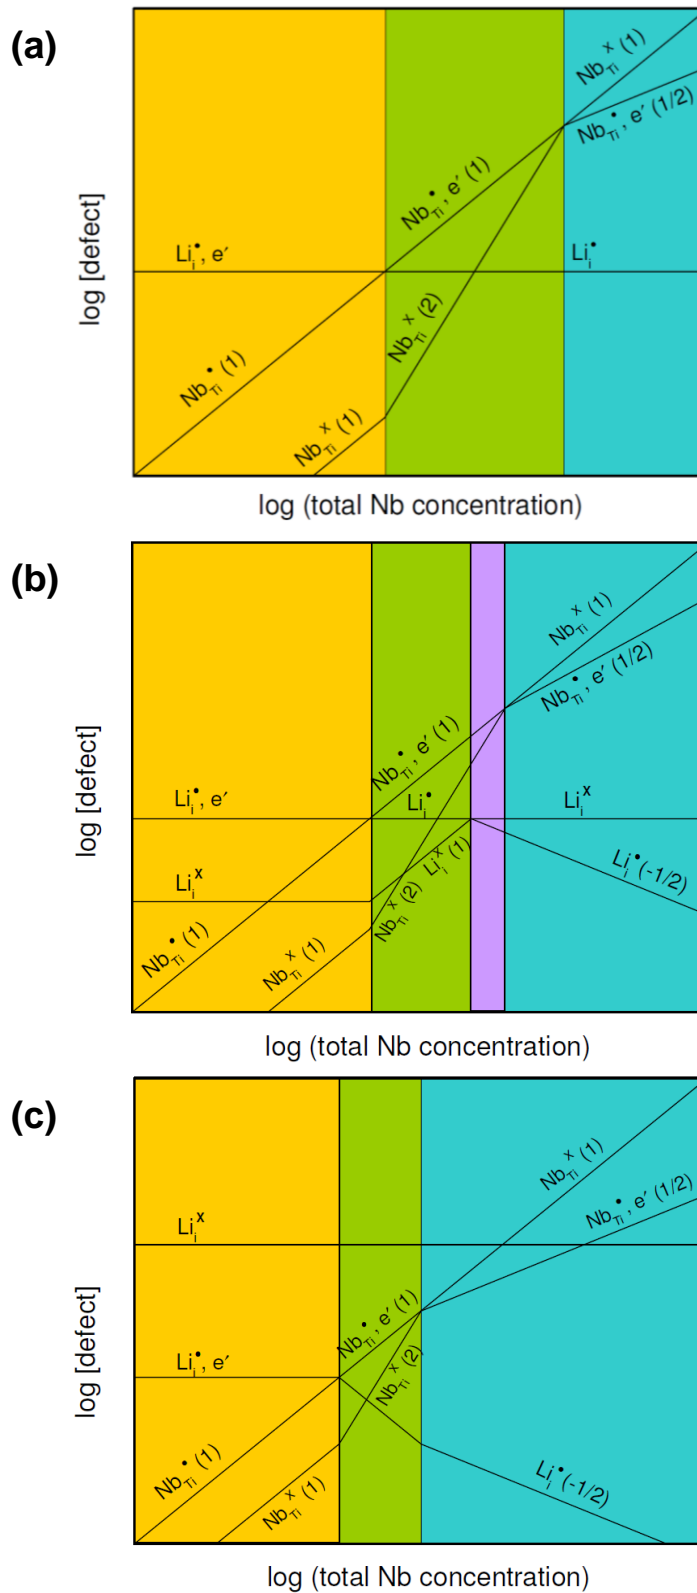 (a)
log [defect]
Nb_Ti^x (1)
Nb_Ti^•, e′ (1/2)
Nb_Ti^•, e′ (1)
Li_i^•, e′
Li_i^•
Nb_Ti^x (2)
Nb_Ti^• (1)
Nb_Ti^x (1)
log (total Nb concentration)
(b)
log [defect]
Nb_Ti^x (1)
Nb_Ti^•, e′ (1/2)
Nb_Ti^•, e′ (1)
Li_i^•, e′
Li_i^•
Li_i^x
Li_i^x
Nb_Ti^x (2)
Li_i^x (1)
Li_i^• (-1/2)
Nb_Ti^• (1)
Nb_Ti^x (1)
log (total Nb concentration)
(c)
log [defect]
Nb_Ti^x (1)
Li_i^x
Nb_Ti^•, e′ (1/2)
Nb_Ti^•, e′ (1)
Li_i^•, e′
Nb_Ti^x (2)
Nb_Ti^• (1)
Nb_Ti^x (1)
Li_i^• (-1/2)
log (total Nb concentration)